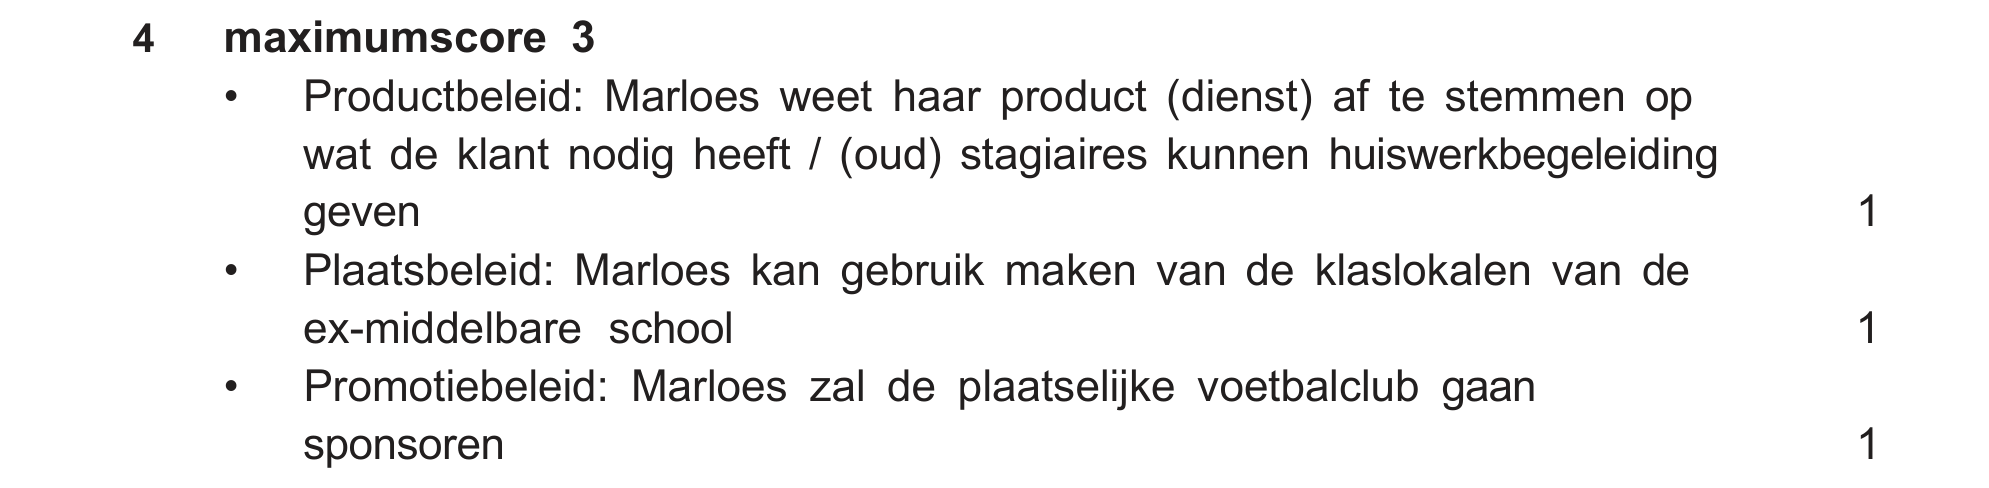 4 maximumscore 3
• Productbeleid: Marloes weet haar product (dienst) af te stemmen op
wat de klant nodig heeft / (oud) stagiaires kunnen huiswerkbegeleiding
geven 1
• Plaatsbeleid: Marloes kan gebruik maken van de klaslokalen van de
ex-middelbare school 1
• Promotiebeleid: Marloes zal de plaatselijke voetbalclub gaan
sponsoren 1